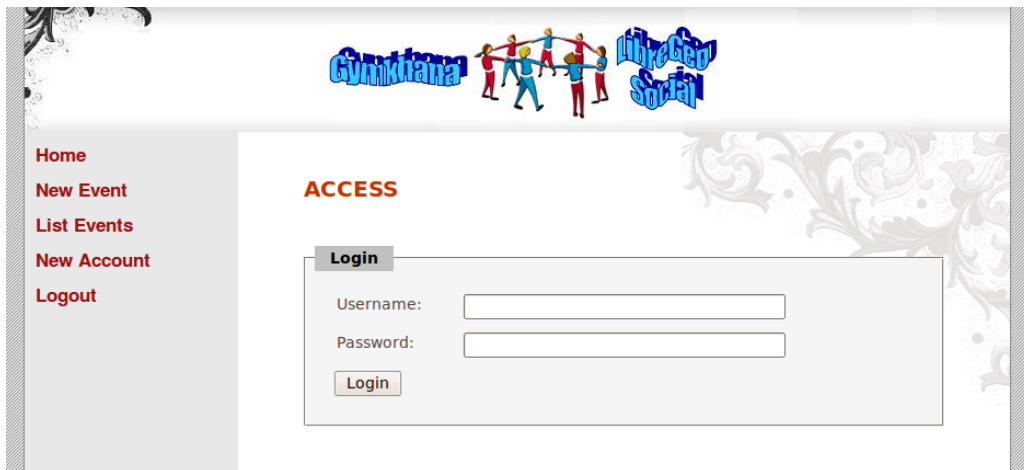 Gymkhana
LibreGeo
Social
Home
New Event
List Events
New Account
Logout
ACCESS
Login
Username:
Password:
Login